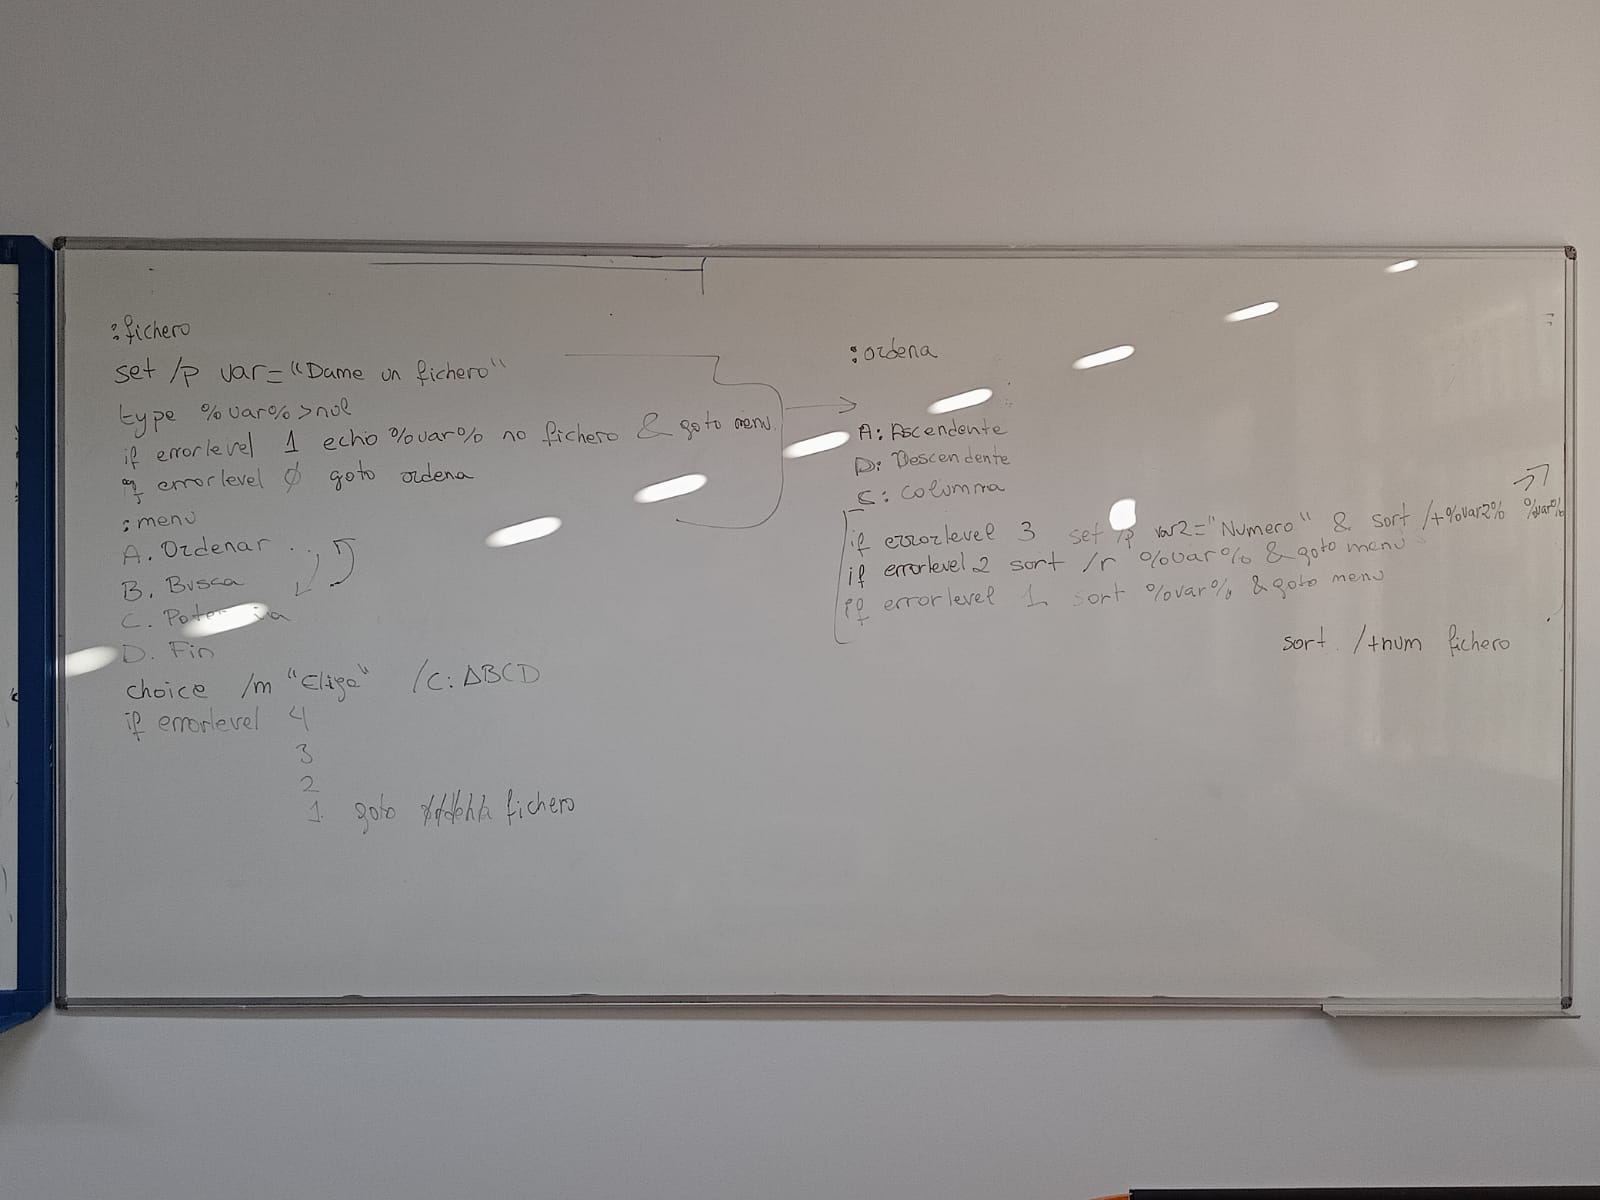 :fichero
set /p var="Dame un fichero"
type %var%>nul
if errorlevel 1 echo %var% no fichero & goto menu
if errorlevel 0 goto ordena
:menu
A. Ordenar
B. Busca
C. Potencia
D. Fin
choice /m "Elige" /C:ABCD
if errorlevel 4
3
2
1 goto fichero
:ordena
A: Ascendente
D: Descendente
C: Columna
if errorlevel 3 set /p var2="Numero" & sort /+%var2% %var%
if errorlevel 2 sort /r %var% & goto menu
if errorlevel 1 sort %var% & goto menu
sort /+num fichero